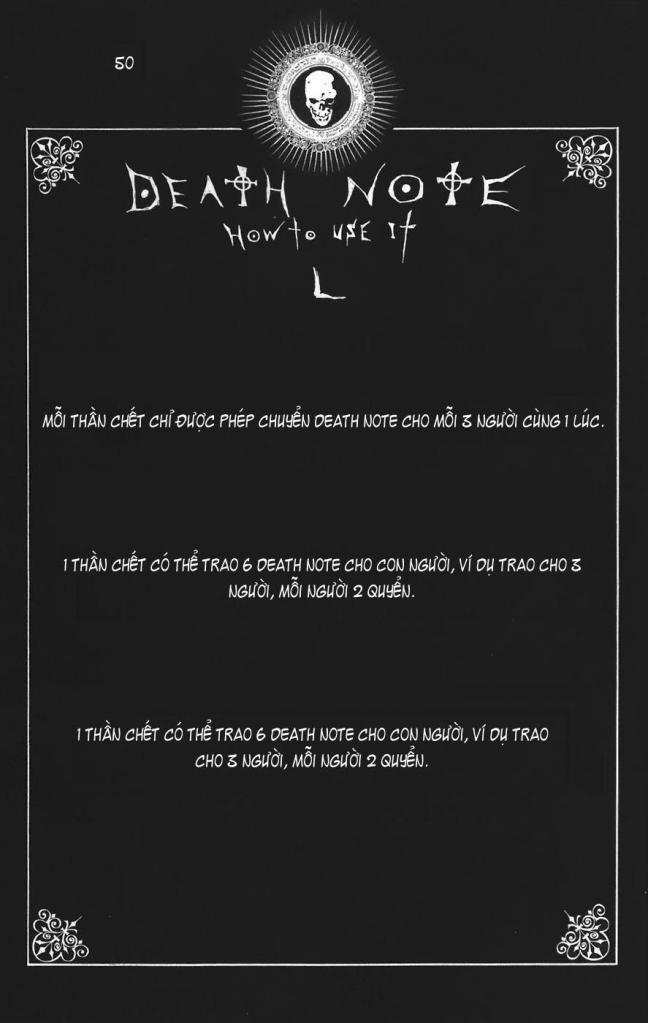 50
DEATH NOTE
HOW to USE It
L
MỖI THẦN CHẾT CHỈ ĐƯỢC PHÉP CHUYỂN DEATH NOTE CHO MỖI 3 NGƯỜI CÙNG 1 LÚC.
1 THẦN CHẾT CÓ THỂ TRAO 6 DEATH NOTE CHO CON NGƯỜI, VÍ DỤ TRAO CHO 3
NGƯỜI, MỖI NGƯỜI 2 QUYỂN.
1 THẦN CHẾT CÓ THỂ TRAO 6 DEATH NOTE CHO CON NGƯỜI, VÍ DỤ TRAO
CHO 3 NGƯỜI, MỖI NGƯỜI 2 QUYỂN.